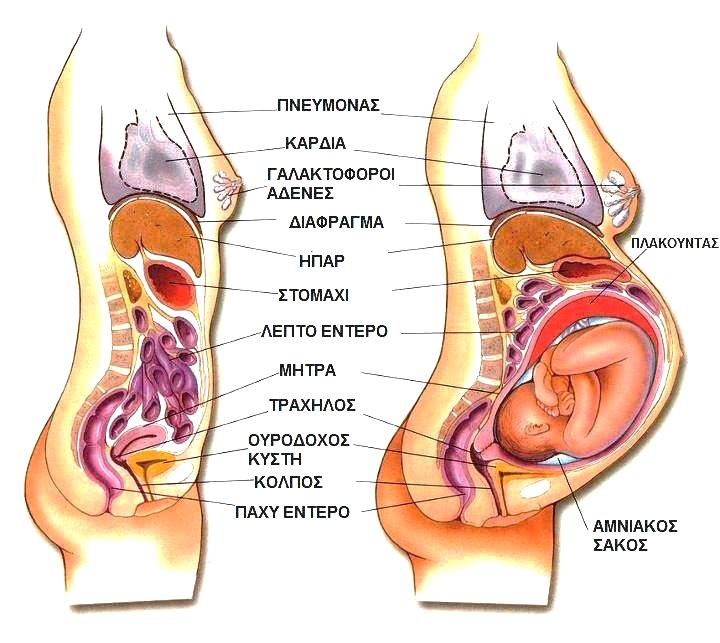 ΠΝΕΥΜΟΝΑΣ
ΚΑΡΔΙΑ
ΓΑΛΑΚΤΟΦΟΡΟΙ
ΑΔΕΝΕΣ
ΔΙΑΦΡΑΓΜΑ
ΠΛΑΚΟΥΝΤΑΣ
ΗΠΑΡ
ΣΤΟΜΑΧΙ
ΛΕΠΤΟ ΕΝΤΕΡΟ
ΜΗΤΡΑ
ΤΡΑΧΗΛΟΣ
ΟΥΡΟΔΟΧΟΣ
ΚΥΣΤΗ
ΚΟΛΠΟΣ
ΠΑΧΥ ΕΝΤΕΡΟ
ΑΜΝΙΑΚΟΣ
ΣΑΚΟΣ